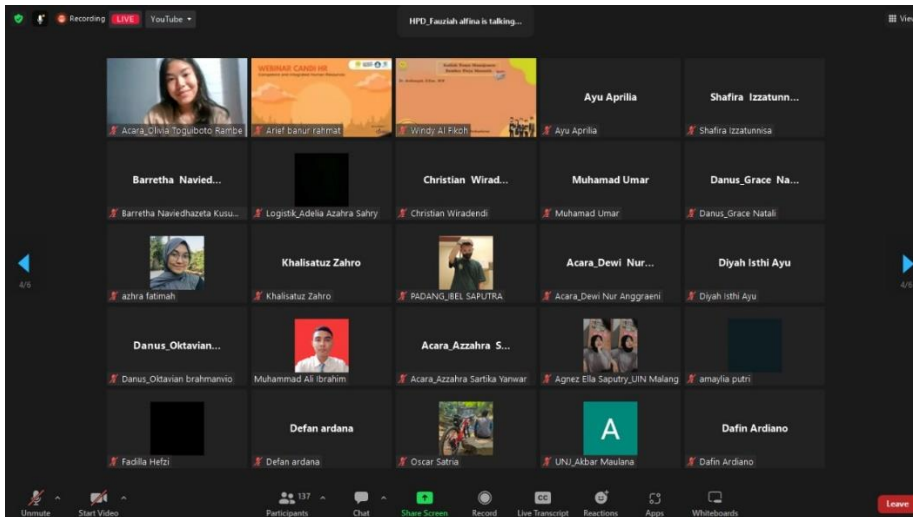 Recording LIVE YouTube
HPD_Fauziah alfina is talking...
View
WEBINAR CANDI HR
Acara_Olivia Toguiboto Rambe
Arief banur rahmat
Windy Al Fikoh
Ayu Aprilia
Ayu Aprilia
Shafira Izzatunn...
Shafira Izzatunnisa
Barretha Navied...
Barretha Naviedhazeta Kusu...
Logistik_Adelia Azahra Sahry
Christian Wirad...
Christian Wiradendi
Muhamad Umar
Muhamad Umar
Danus_Grace Na...
Danus_Grace Natali
4/6
azhra fatimah
Khalisatuz Zahro
Khalisatuz Zahro
PADANG_IBEL SAPUTRA
Acara_Dewi Nur...
Acara_Dewi Nur Anggraeni
Diyah Isthi Ayu
Diyah Isthi Ayu
4/6
Danus_Oktavian...
Danus_Oktavian brahmanvio
Muhammad Ali Ibrahim
Acara_Azzahra S...
Acara_Azzahra Sartika Yanwar
Agnez Ella Saputry_UIN Malang
amaylia putri
Fadilla Hefzi
Defan ardana
Defan ardana
Oscar Satria
A
UNJ_Akbar Maulana
Dafin Ardiano
Dafin Ardiano
Unmute
Start Video
137
Participants
Chat
Share Screen
Record
CC
Live Transcript
Reactions
Apps
Whiteboards
Leave